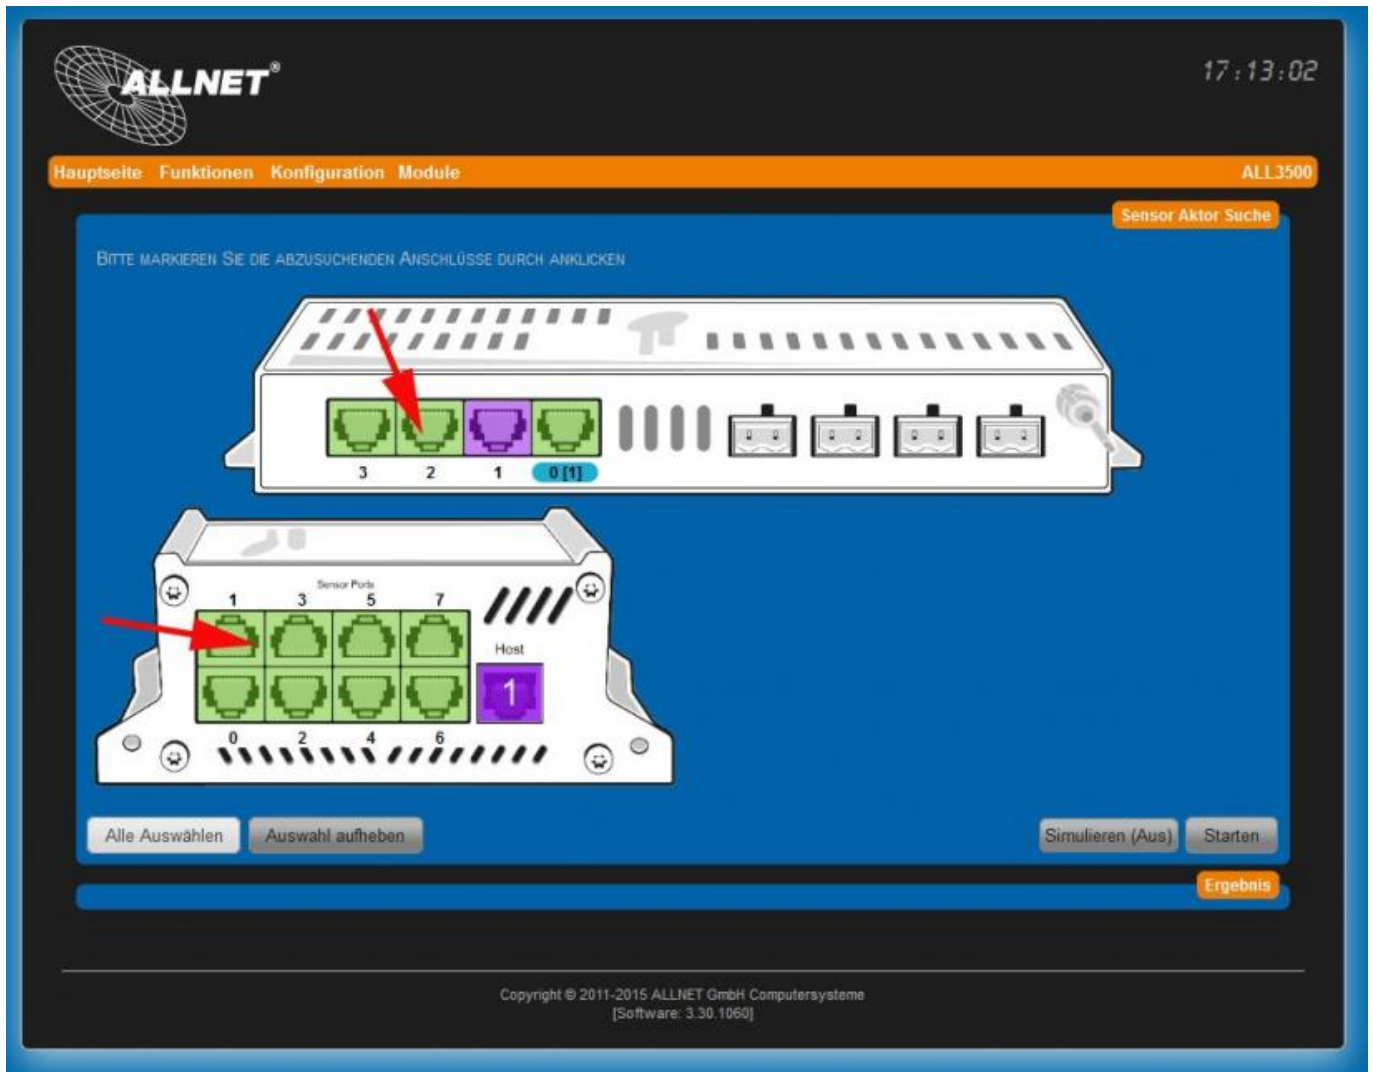 ALLNET®
17:13:02
Hauptseite Funktionen Konfiguration Module ALL3500
Sensor Aktor Suche
BITTE MARKIEREN SIE DIE ABZUSUCHENDEN ANSCHLÜSSE DURCH ANKLICKEN
3 2 1 0 [1]
Sensor Ports
1 3 5 7
Host
1
0 2 4 6
Alle Auswählen Auswahl aufheben Simulieren (Aus) Starten
Ergebnis
Copyright © 2011-2015 ALLNET GmbH Computersysteme
[Software: 3.30.1060]